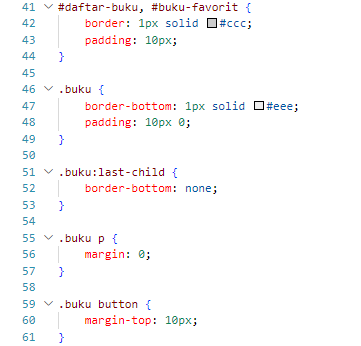 41 #daftar-buku, #buku-favorit {
42 border: 1px solid #ccc;
43 padding: 10px;
44 }
45
46 .buku {
47 border-bottom: 1px solid #eee;
48 padding: 10px 0;
49 }
50
51 .buku:last-child {
52 border-bottom: none;
53 }
54
55 .buku p {
56 margin: 0;
57 }
58
59 .buku button {
60 margin-top: 10px;
61 }